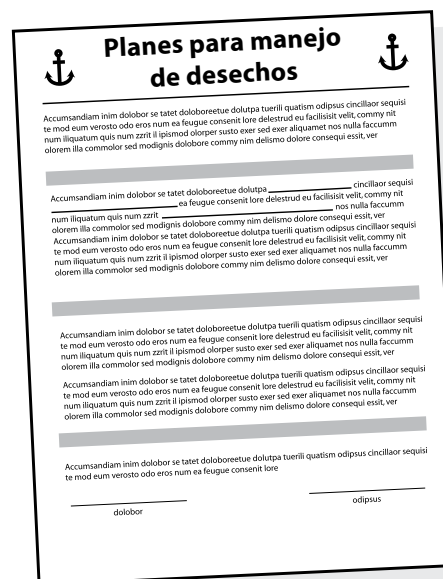 Planes para manejo
de desechos
Accumsandiam inim dolobor se tatet doloboreetue dolutpa tuerili quatism odipsus cincillaor sequisi
te mod eum verosto odo eros num ea feugue consenit lore delestrud eu facilisisit velit, commy nit
num iliquatum quis num zzrit il ipismod olorper susto exer sed exer aliquamet nos nulla faccumm
olorem illa commolor sed modignis dolobore commy nim delismo dolore consequi essit, ver
Accumsandiam inim dolobor se tatet doloboreetue dolutpa ____ cincillaor sequisi
____ ea feugue consenit lore delestrud eu facilisisit velit, commy nit
num iliquatum quis num zzrit ____ nos nulla faccumm
olorem illa commolor sed modignis dolobore commy nim delismo dolore consequi essit, ver
Accumsandiam inim dolobor se tatet doloboreetue dolutpa tuerili quatism odipsus cincillaor sequisi
te mod eum verosto odo eros num ea feugue consenit lore delestrud eu facilisisit velit, commy nit
num iliquatum quis num zzrit il ipismod olorper susto exer sed exer aliquamet nos nulla faccumm
olorem illa commolor sed modignis dolobore commy nim delismo dolore consequi essit, ver
Accumsandiam inim dolobor se tatet doloboreetue dolutpa tuerili quatism odipsus cincillaor sequisi
te mod eum verosto odo eros num ea feugue consenit lore delestrud eu facilisisit velit, commy nit
num iliquatum quis num zzrit il ipismod olorper susto exer sed exer aliquamet nos nulla faccumm
olorem illa commolor sed modignis dolobore commy nim delismo dolore consequi essit, ver
Accumsandiam inim dolobor se tatet doloboreetue dolutpa tuerili quatism odipsus cincillaor sequisi
te mod eum verosto odo eros num ea feugue consenit lore delestrud eu facilisisit velit, commy nit
num iliquatum quis num zzrit il ipismod olorper susto exer sed exer aliquamet nos nulla faccumm
olorem illa commolor sed modignis dolobore commy nim delismo dolore consequi essit, ver
Accumsandiam inim dolobor se tatet doloboreetue dolutpa tuerili quatism odipsus cincillaor sequisi
te mod eum verosto odo eros num ea feugue consenit lore
dolobor
odipsus